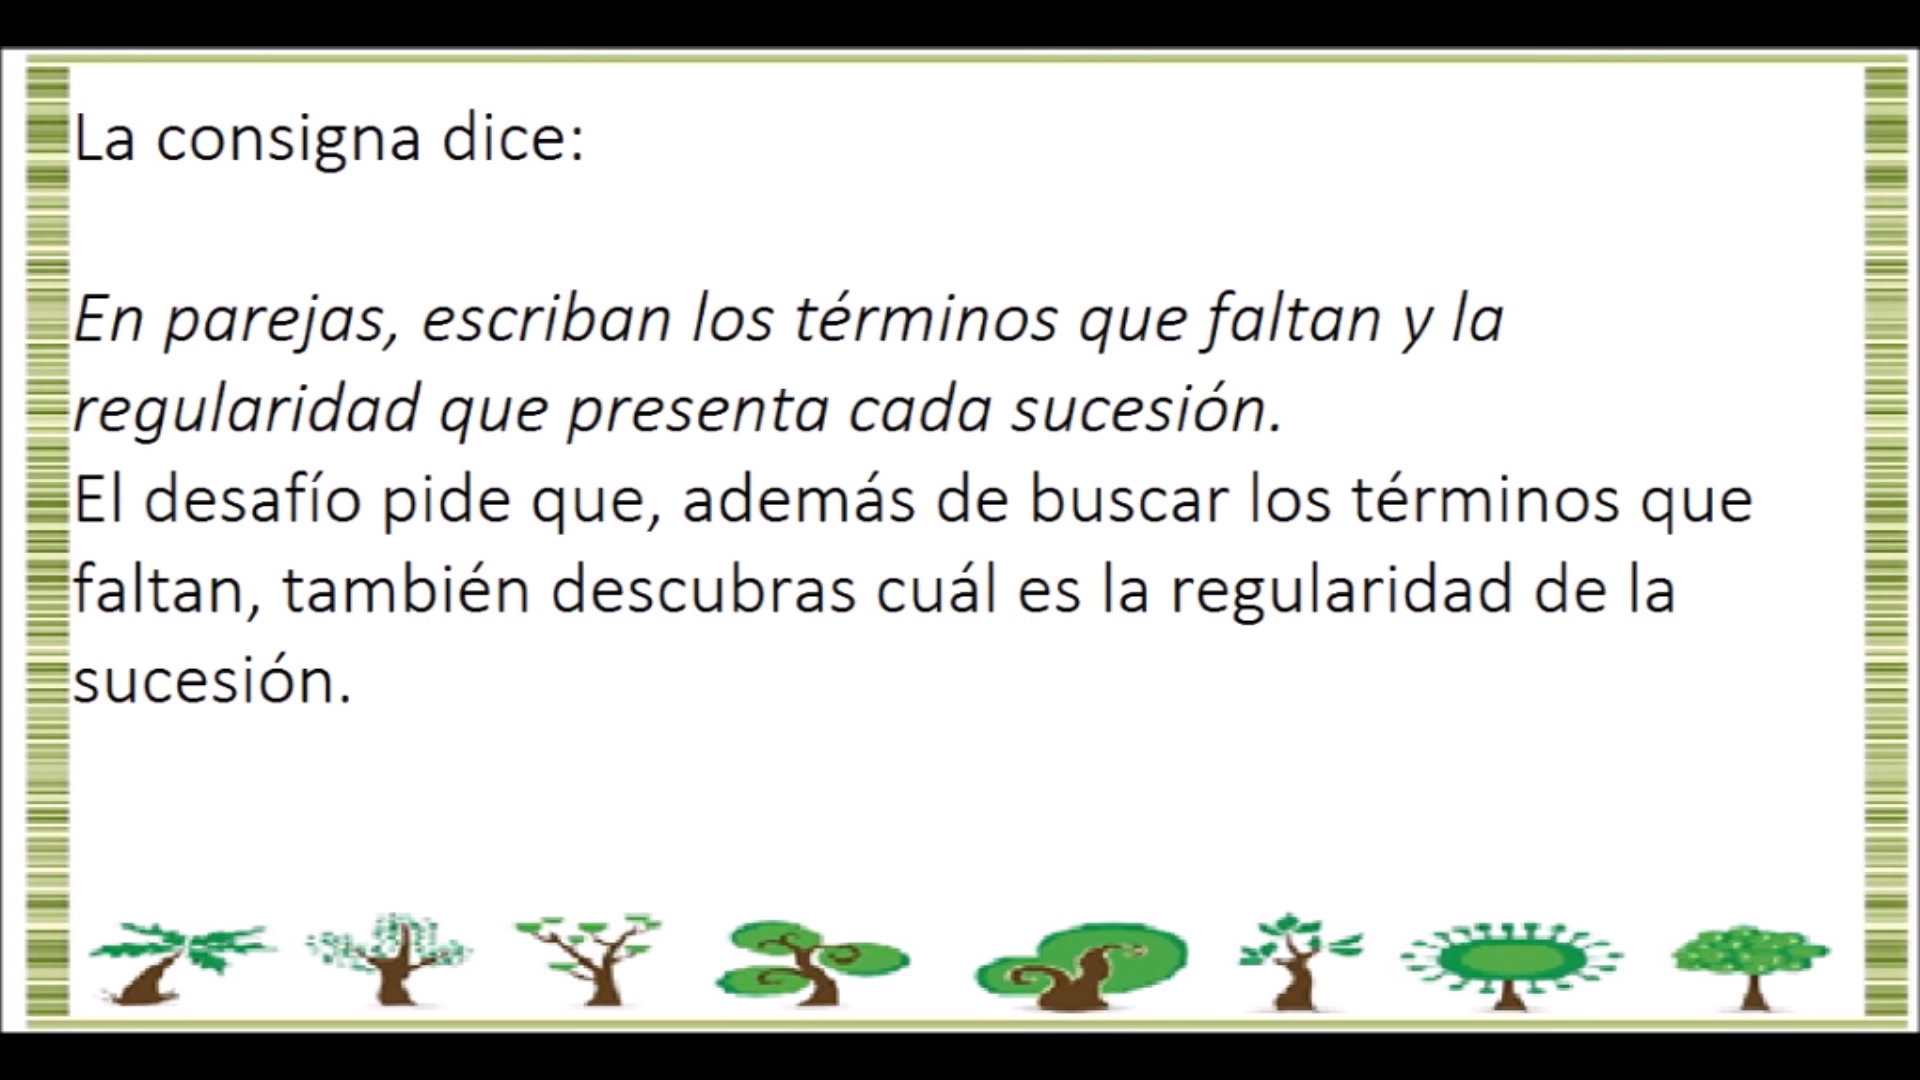 La consigna dice:
En parejas, escriban los términos que faltan y la
regularidad que presenta cada sucesión.
El desafío pide que, además de buscar los términos que
faltan, también descubras cuál es la regularidad de la
sucesión.